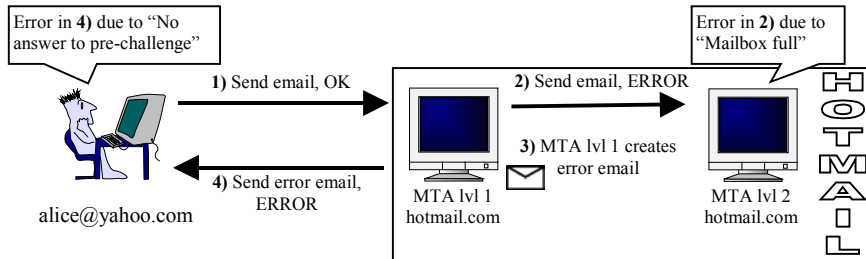 Error in 4) due to “No
answer to pre-challenge”
Error in 2) due to
“Mailbox full”
1) Send email, OK
2) Send email, ERROR
3) MTA lvl 1 creates
error email
4) Send error email,
ERROR
alice@yahoo.com
MTA lvl 1
hotmail.com
MTA lvl 2
hotmail.com
HOTMAIL